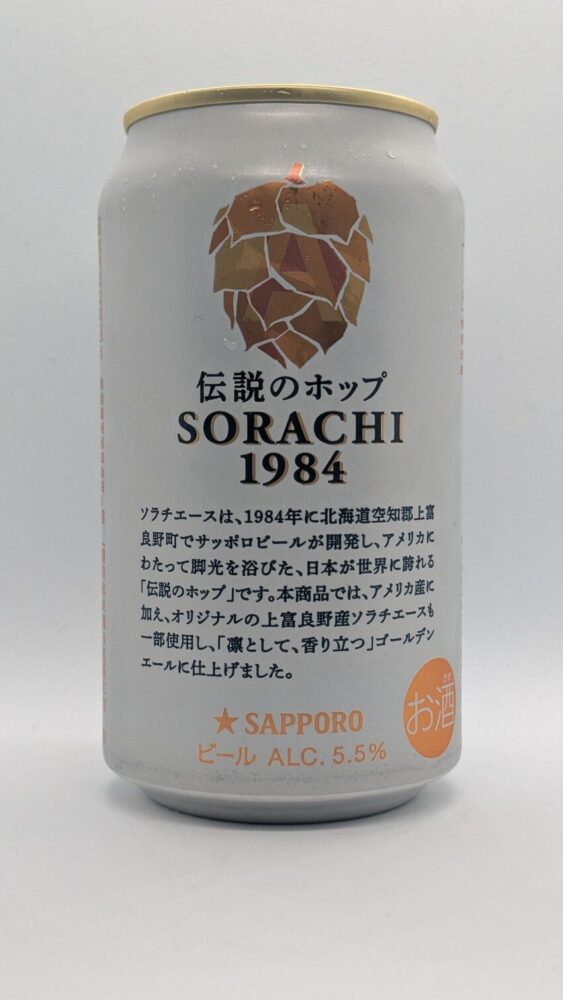 伝説のホップ
SORACHI
1984
ソラチエースは、1984年に北海道空知郡上富
良野町でサッポロビールが開発し、アメリカに
わたって脚光を浴びた、日本が世界に誇れる
「伝説のホップ」です。本商品では、アメリカ産に
加え、オリジナルの上富良野産ソラチエースも
一部使用し、「凛として、香り立つ」ゴールデン
エールに仕上げました。
★ SAPPORO
ビール ALC. 5.5%
お酒